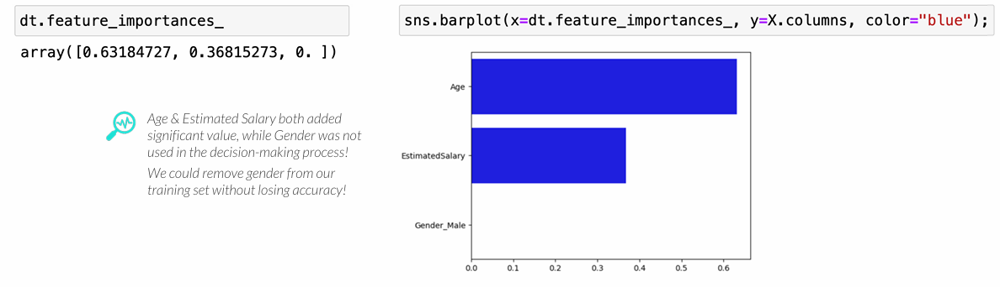 dt.feature_importances_
array([0.63184727, 0.36815273, 0. ])
Age & Estimated Salary both added
significant value, while Gender was not
used in the decision-making process!
We could remove gender from our
training set without losing accuracy!
sns.barplot(x=dt.feature_importances_, y=X.columns, color="blue");
Age
EstimatedSalary
Gender_Male
0.0 0.1 0.2 0.3 0.4 0.5 0.6